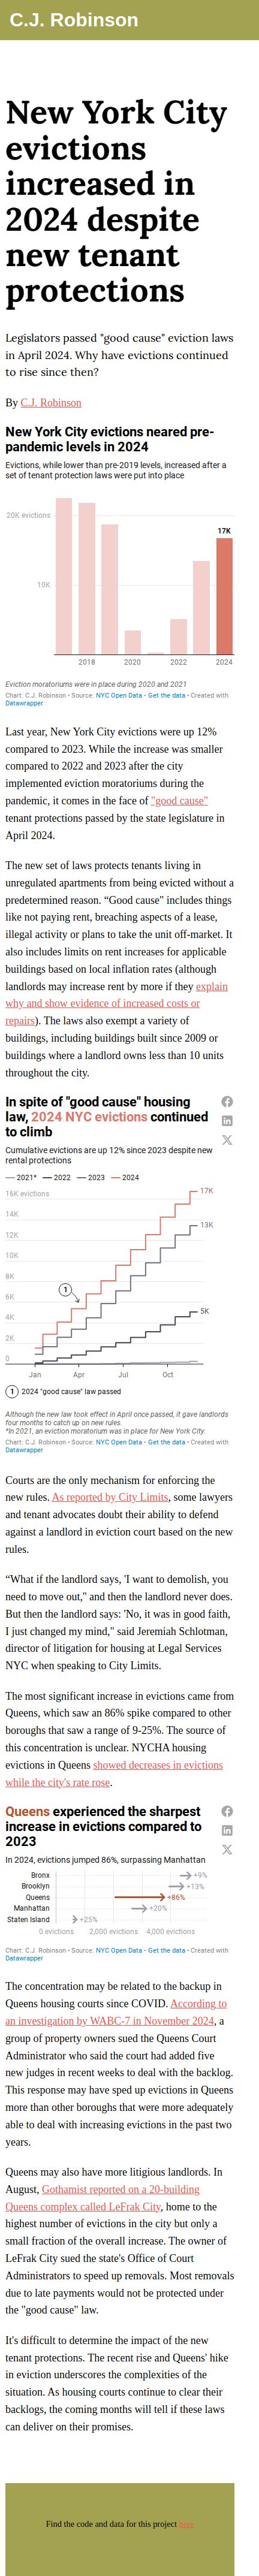 C.J. Robinson
New York City
evictions
increased in
2024 despite
new tenant
protections
Legislators passed "good cause" eviction laws
in April 2024. Why have evictions continued
to rise since then?
By C.J. Robinson
New York City evictions neared pre-
pandemic levels in 2024
Evictions, while lower than pre-2019 levels, increased after a
set of tenant protection laws were put into place
20K evictions
17K
10K
2018 2020 2022 2024
Eviction moratoriums were in place during 2020 and 2021
Chart: C.J. Robinson • Source: NYC Open Data • Get the data • Created with
Datawrapper
Last year, New York City evictions were up 12%
compared to 2023. While the increase was smaller
compared to 2022 and 2023 after the city
implemented eviction moratoriums during the
pandemic, it comes in the face of "good cause"
tenant protections passed by the state legislature in
April 2024.
The new set of laws protects tenants living in
unregulated apartments from being evicted without a
predetermined reason. “Good cause" includes things
like not paying rent, breaching aspects of a lease,
illegal activity or plans to take the unit off-market. It
also includes limits on rent increases for applicable
buildings based on local inflation rates (although
landlords may increase rent by more if they explain
why and show evidence of increased costs or
repairs). The laws also exempt a variety of
buildings, including buildings built since 2009 or
buildings where a landlord owns less than 10 units
throughout the city.
In spite of "good cause" housing
law, 2024 NYC evictions continued
to climb
Cumulative evictions are up 12% since 2023 despite new
rental protections
2021* 2022 2023 2024
16K evictions
17K
14K
13K
12K
10K
8K
1
6K
5K
4K
2K
0
Jan Apr Jul Oct
1 2024 "good cause" law passed
Although the new law took effect in April once passed, it gave landlords
four months to catch up on new rules.
*In 2021, an eviction moratorium was in place for New York City.
Chart: C.J. Robinson • Source: NYC Open Data • Get the data • Created with
Datawrapper
Courts are the only mechanism for enforcing the
new rules. As reported by City Limits, some lawyers
and tenant advocates doubt their ability to defend
against a landlord in eviction court based on the new
rules.
“What if the landlord says, 'I want to demolish, you
need to move out,'' and then the landlord never does.
But then the landlord says: 'No, it was in good faith,
I just changed my mind," said Jeremiah Schlotman,
director of litigation for housing at Legal Services
NYC when speaking to City Limits.
The most significant increase in evictions came from
Queens, which saw an 86% spike compared to other
boroughs that saw a range of 9-25%. The source of
this concentration is unclear. NYCHA housing
evictions in Queens showed decreases in evictions
while the city's rate rose.
Queens experienced the sharpest
increase in evictions compared to
2023
In 2024, evictions jumped 86%, surpassing Manhattan
Bronx +9%
Brooklyn +13%
Queens +86%
Manhattan +20%
Staten Island +25%
0 evictions 2,000 evictions 4,000 evictions
Chart: C.J. Robinson • Source: NYC Open Data • Get the data • Created with
Datawrapper
The concentration may be related to the backup in
Queens housing courts since COVID. According to
an investigation by WABC-7 in November 2024, a
group of property owners sued the Queens Court
Administrator who said the court had added five
new judges in recent weeks to deal with the backlog.
This response may have sped up evictions in Queens
more than other boroughs that were more adequately
able to deal with increasing evictions in the past two
years.
Queens may also have more litigious landlords. In
August, Gothamist reported on a 20-building
Queens complex called LeFrak City, home to the
highest number of evictions in the city but only a
small fraction of the overall increase. The owner of
LeFrak City sued the state's Office of Court
Administrators to speed up removals. Most removals
due to late payments would not be protected under
the "good cause" law.
It's difficult to determine the impact of the new
tenant protections. The recent rise and Queens' hike
in eviction underscores the complexities of the
situation. As housing courts continue to clear their
backlogs, the coming months will tell if these laws
can deliver on their promises.
Find the code and data for this project here